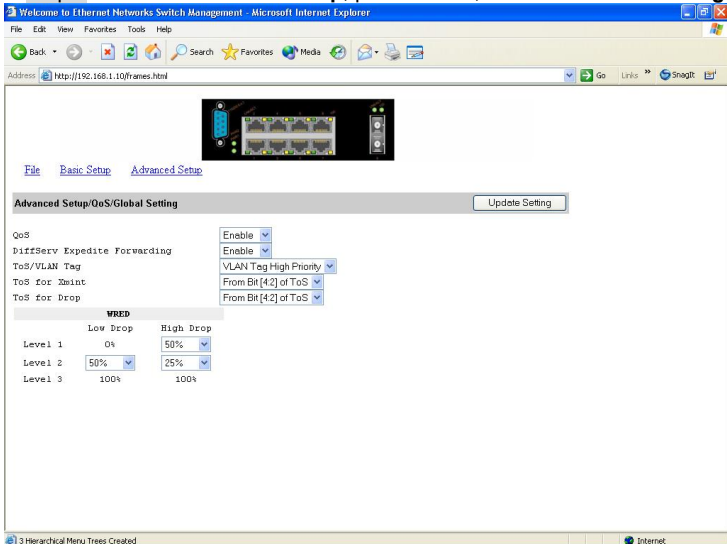 Welcome to Ethernet Networks Switch Management - Microsoft Internet Explorer
File Edit View Favorites Tools Help
Back Search Favorites Media
Address http://192.168.1.10/frames.html Go Links » SnagIt
File Basic Setup Advanced Setup
Advanced Setup/QoS/Global Setting Update Setting
QoS Enable
DiffServ Expedite Forwarding Enable
ToS/VLAN Tag VLAN Tag High Priority
ToS for Xmint From Bit [4:2] of ToS
ToS for Drop From Bit [4:2] of ToS
WRED
Low Drop High Drop
Level 1 0% 50%
Level 2 50% 25%
Level 3 100% 100%
3 Hierarchical Menu Trees Created Internet